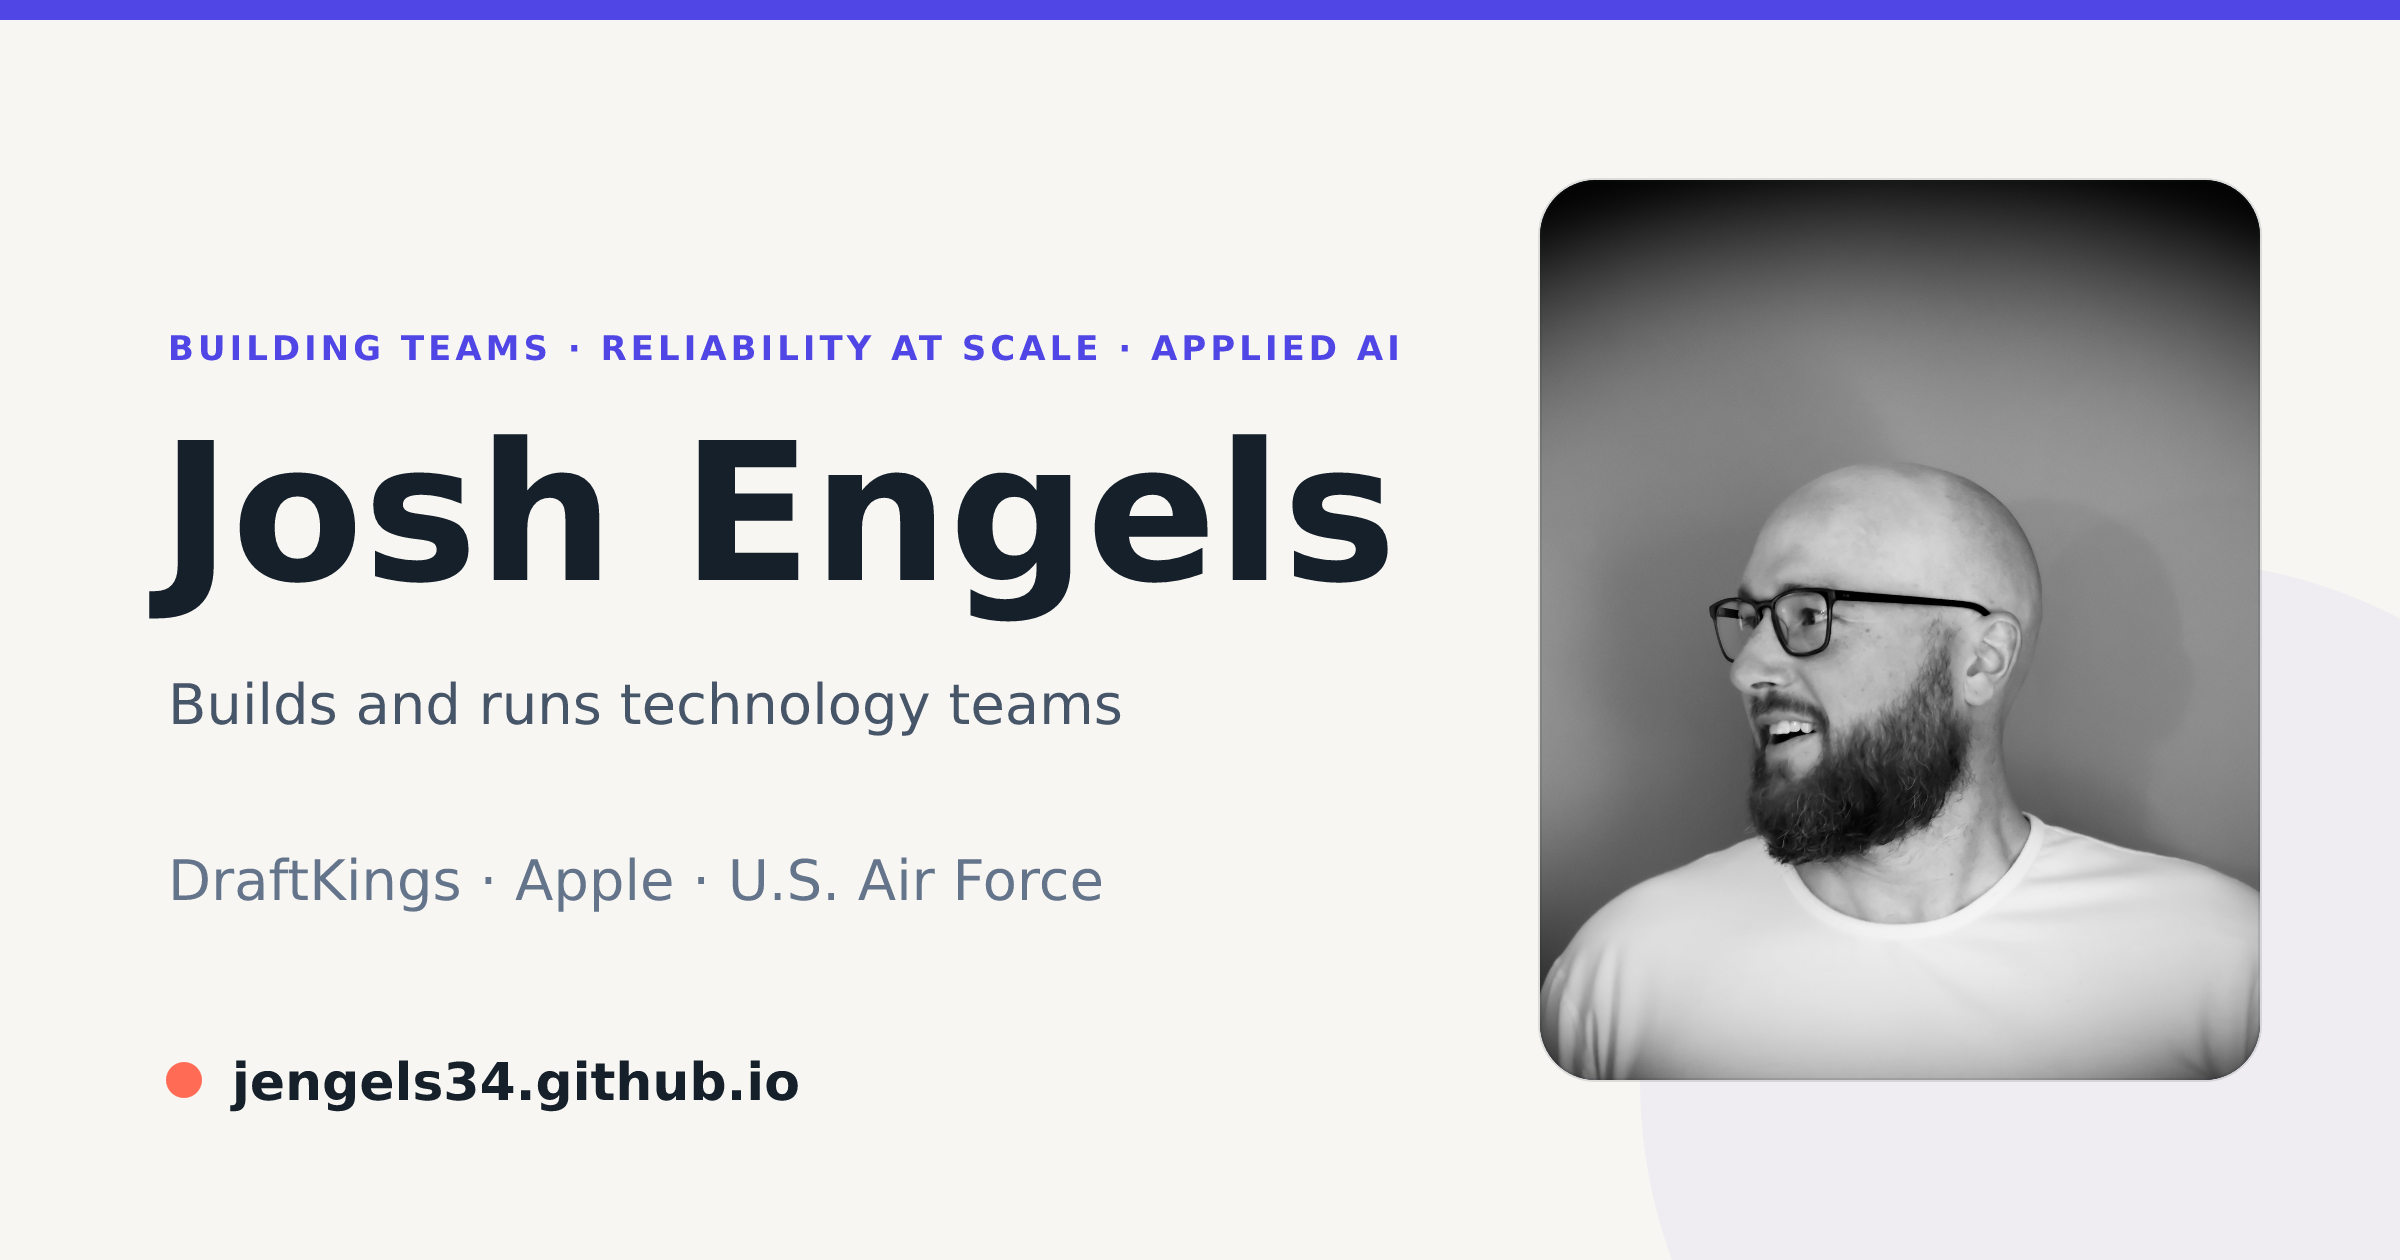 BUILDING TEAMS · RELIABILITY AT SCALE · APPLIED AI
Josh Engels
Builds and runs technology teams
DraftKings · Apple · U.S. Air Force
jengels34.github.io